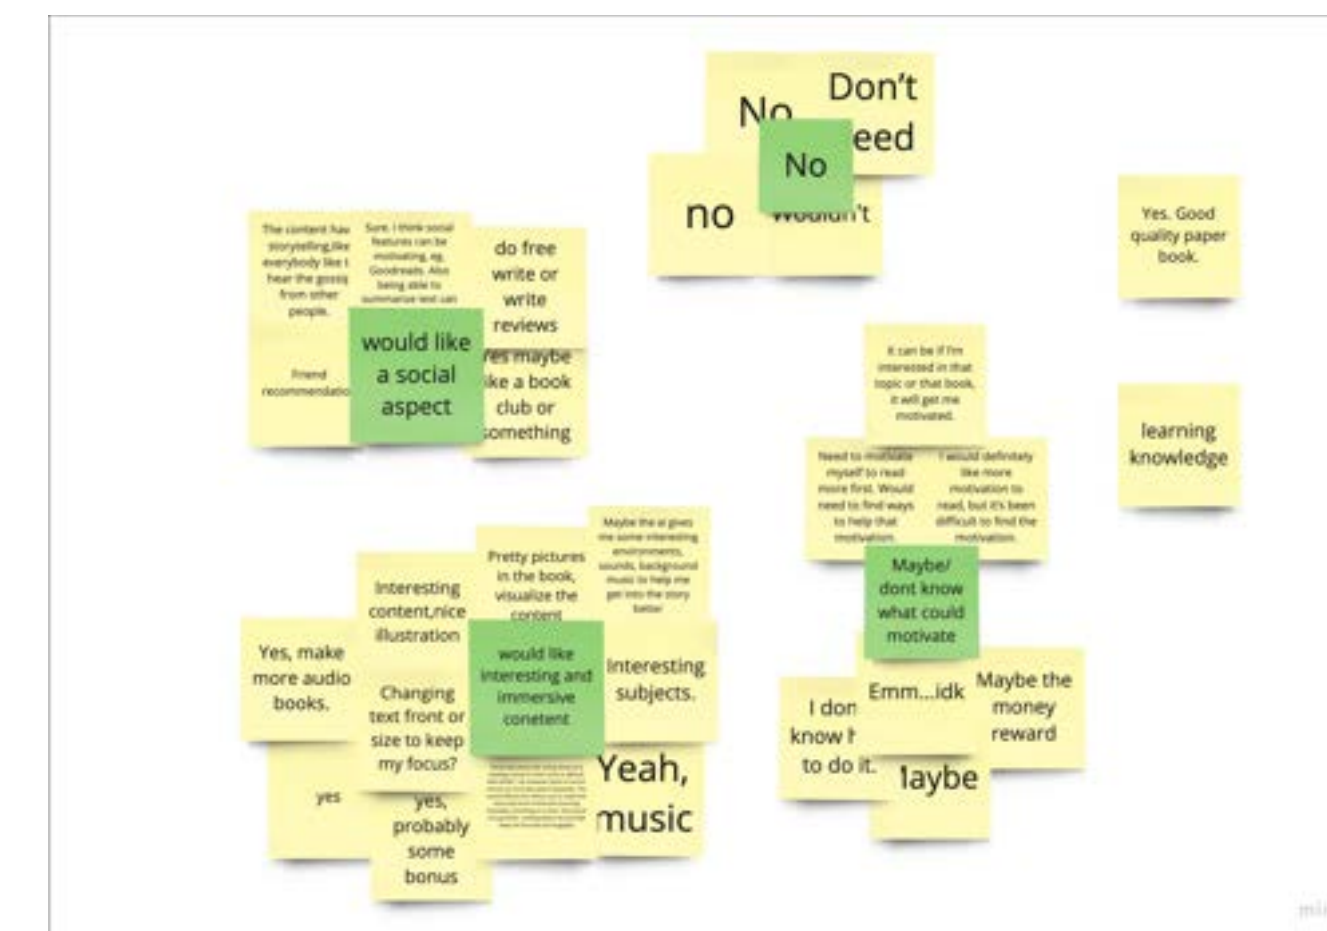 No
Don't
eed
No
no
Wouldn't
Yes. Good
quality paper
book.
learning
knowledge
The content hav
storytelling,like
everybody like t
hear the gossip
from other
people.
Sure. I think social
features can be
motivating, eg.
Goodreads. Also
being able to
summarize text can
do free
write or
write
reviews
would like
a social
aspect
Friend
recommendatio
Yes maybe
ike a book
club or
something
It can be if I'm
interested in that
topic or that book,
it will get me
motivated.
Need to motivate
myself to read
more first. Would
need to find ways
to help that
motivation.
I would definitely
like more
motivation to
read, but it's been
difficult to find the
motivation.
Maybe/
dont know
what could
motivate
I don
know h
to do it.
Emm...idk
Maybe the
money
reward
Maybe
Maybe the ai gives
me some interesting
environments,
sounds, background
music to help me
get into the story
better
Pretty pictures
in the book,
visualize the
content
Interesting
content,nice
illustration
Yes, make
more audio
books.
would like
interesting and
immersive
conetent
Interesting
subjects.
Changing
text front or
size to keep
my focus?
yes
yes,
probably
some
bonus
Yeah,
music